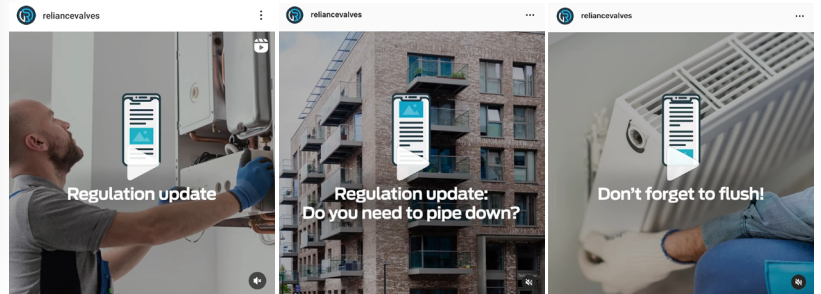 reliancevalves
Regulation update
reliancevalves
Regulation update:
Do you need to pipe down?
reliancevalves
Don't forget to flush!